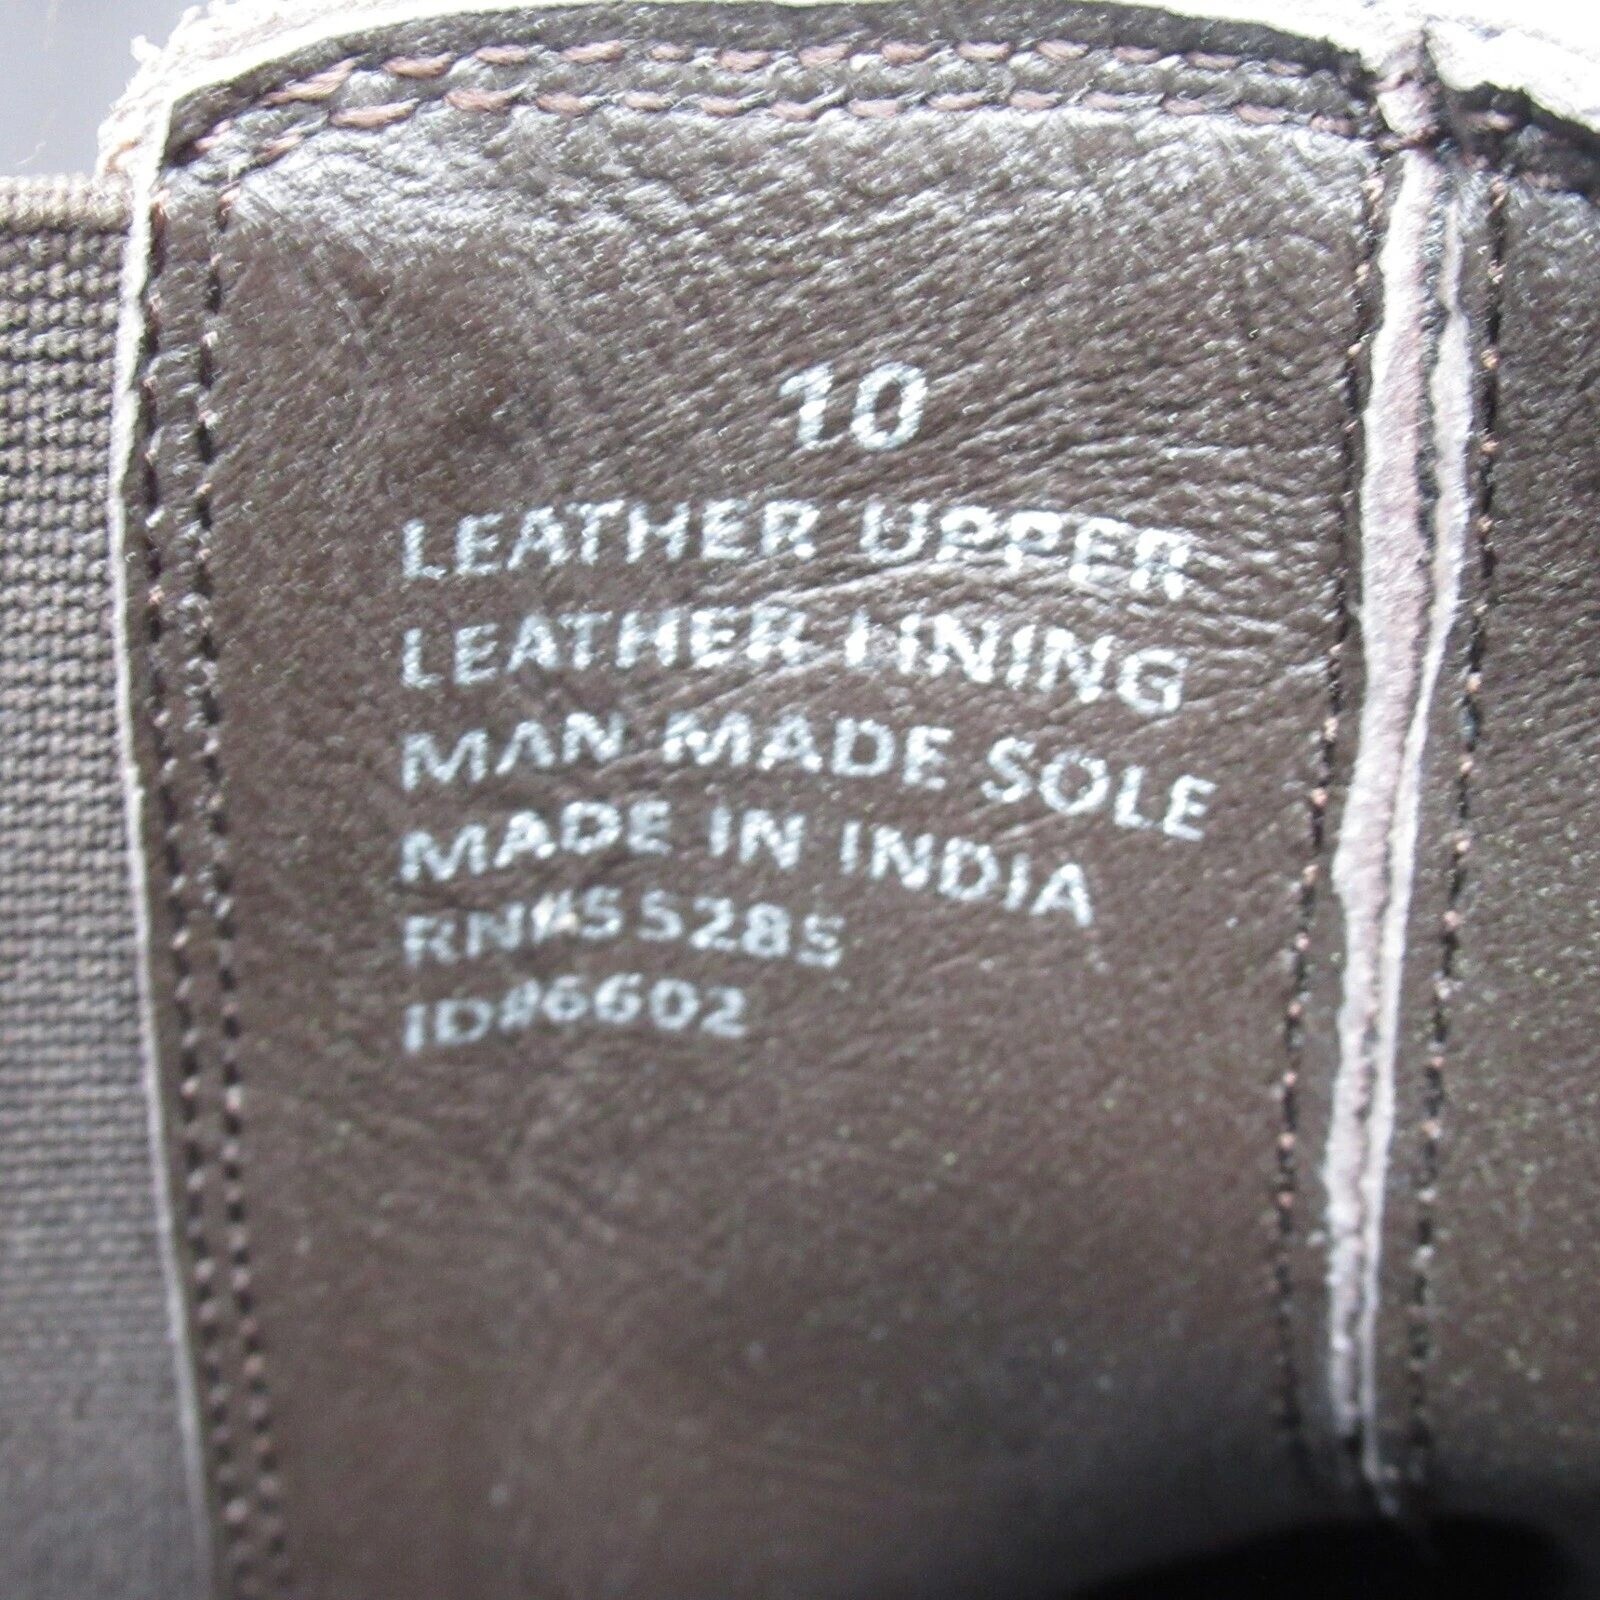 10
LEATHER UPPER
LEATHER LINING
MAN MADE SOLE
MADE IN INDIA
RN#55285
ID#6602